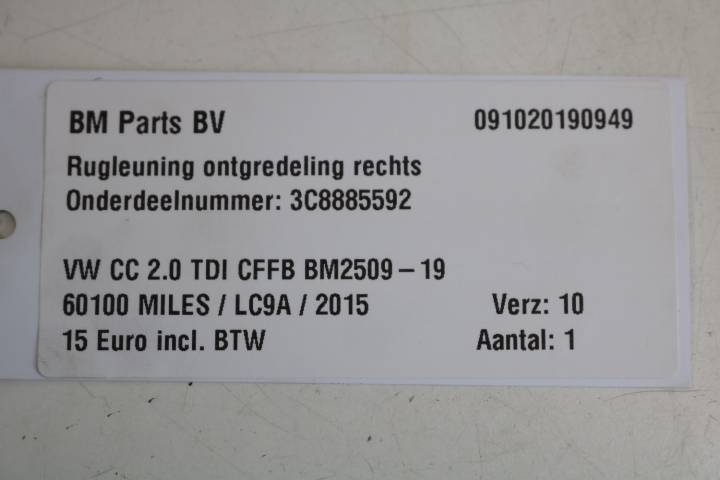 BM Parts BV 091020190949
Rugleuning ontgredeling rechts
Onderdeelnummer: 3C8885592
VW CC 2.0 TDI CFFB BM2509 – 19
60100 MILES / LC9A / 2015 Verz: 10
15 Euro incl. BTW Aantal: 1